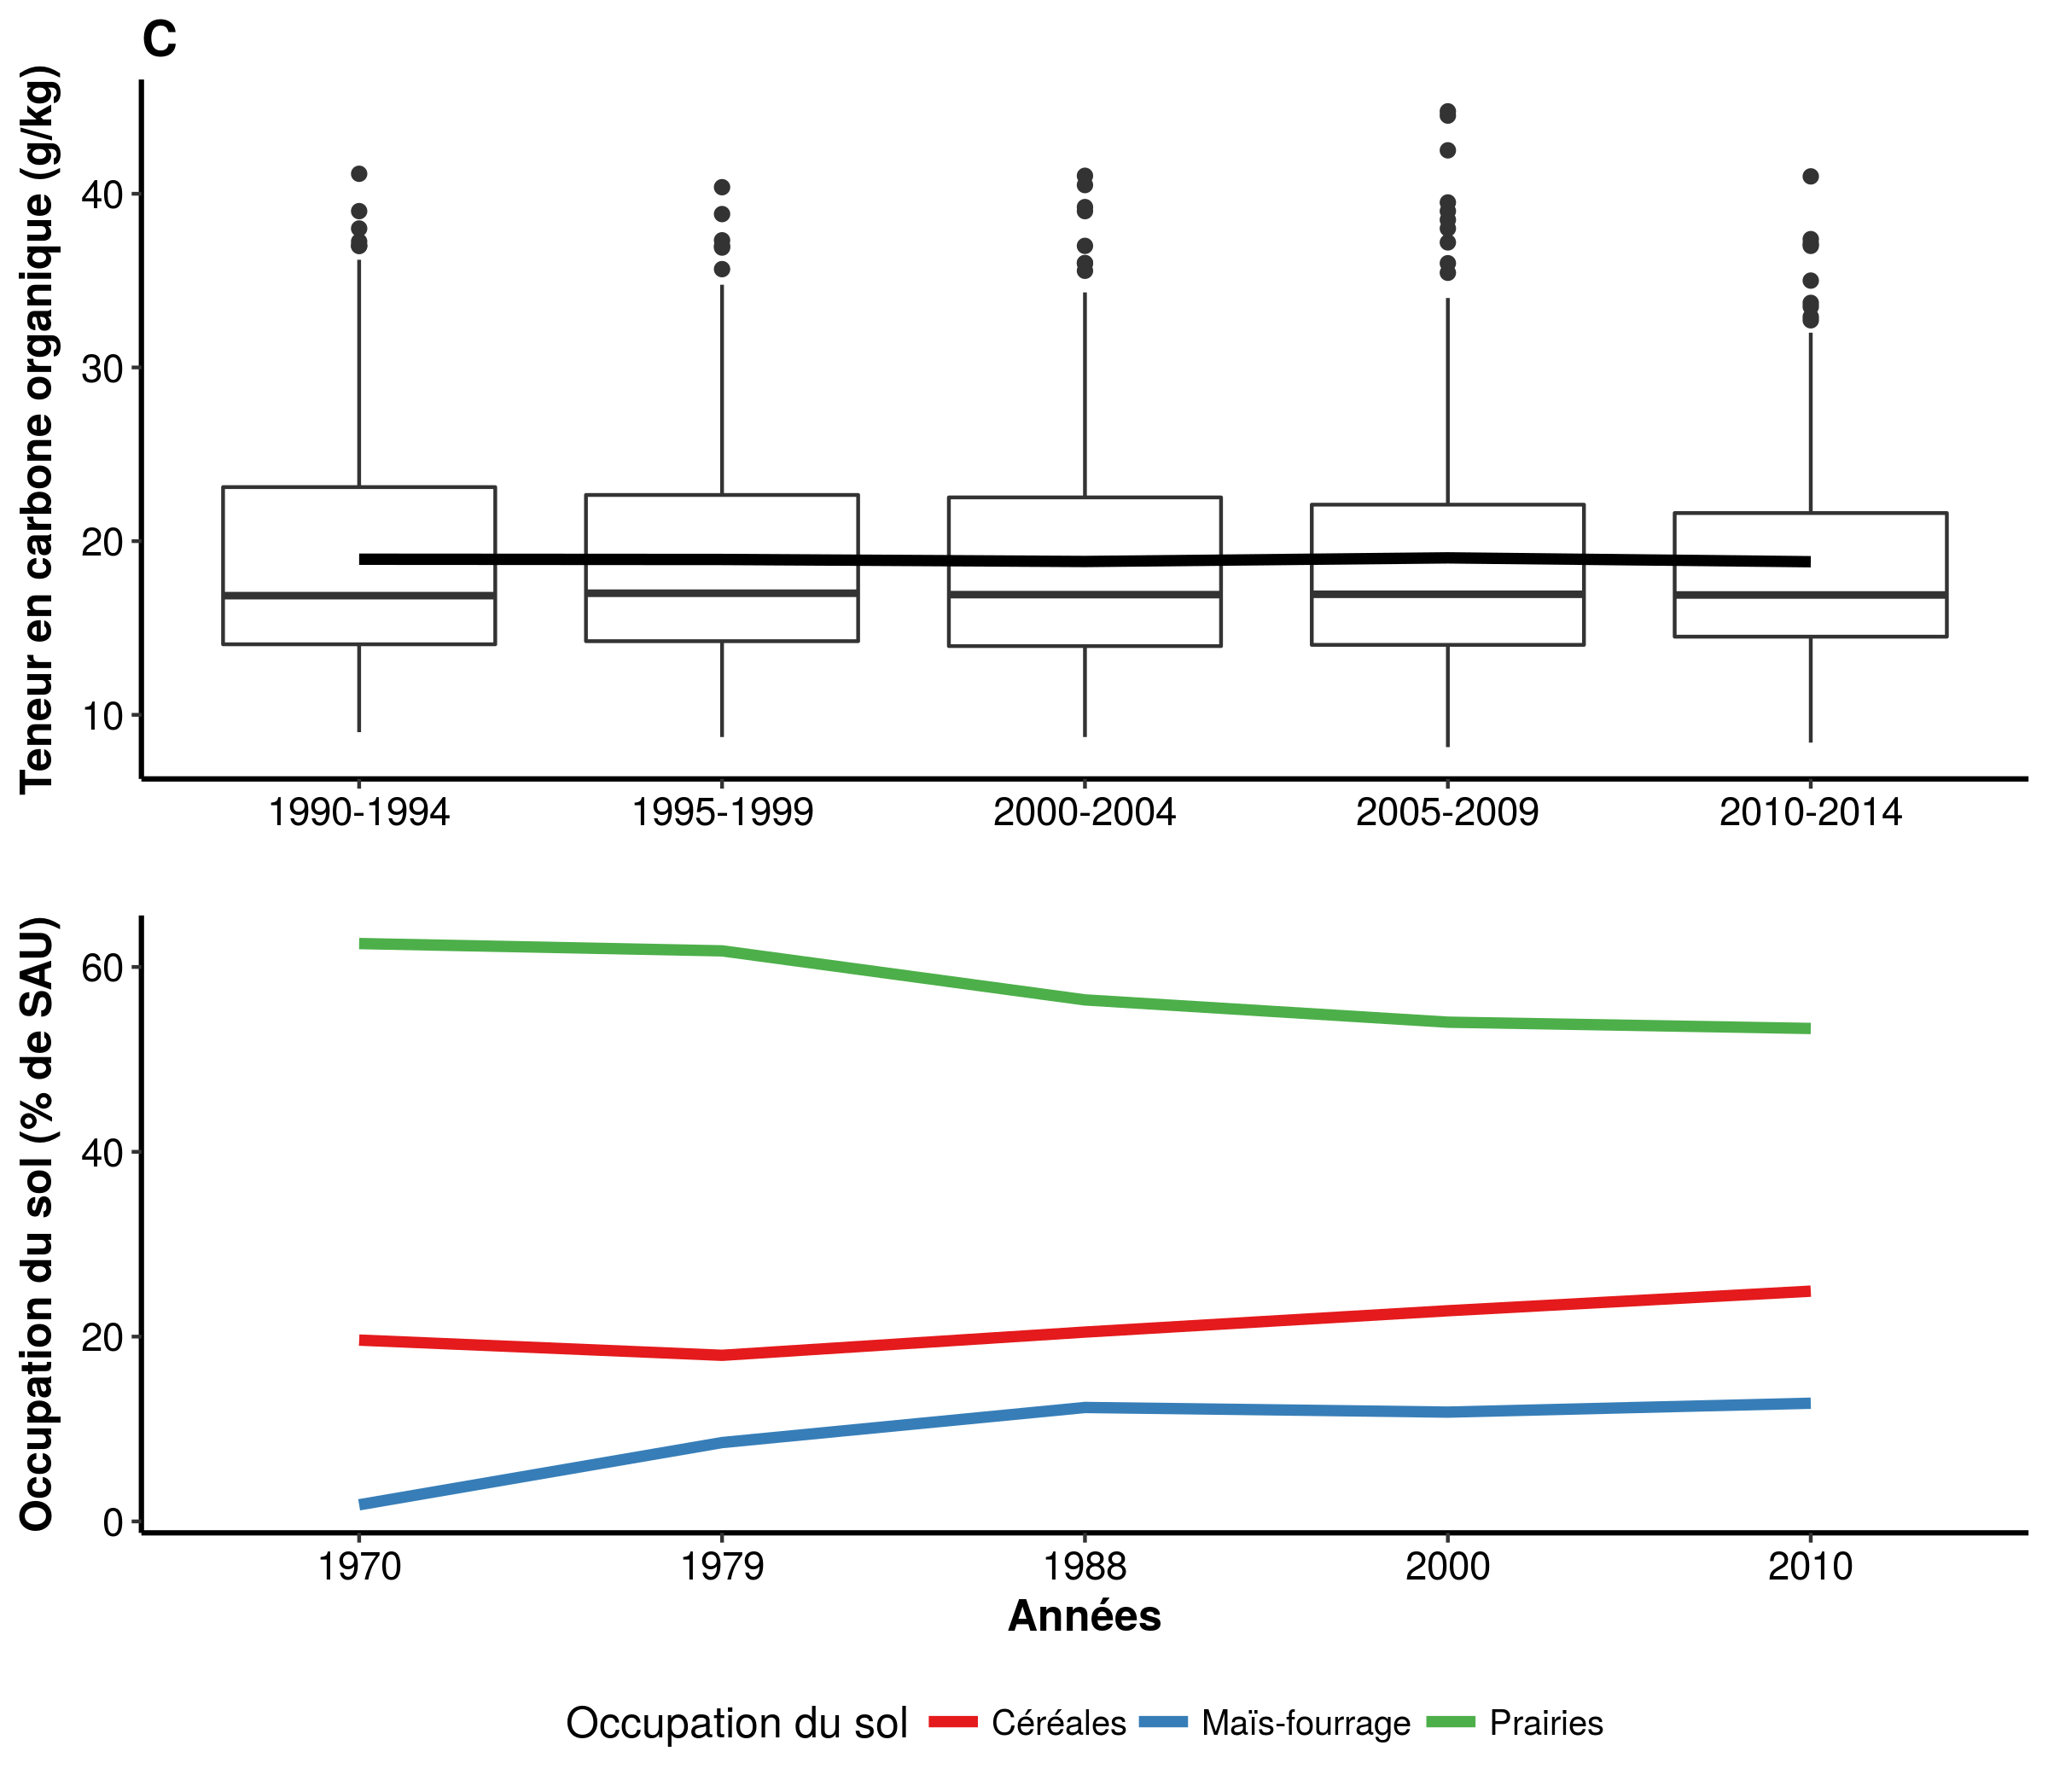 C
Teneur en carbone organique (g/kg)
40
30
20
10
1990-1994 1995-1999 2000-2004 2005-2009 2010-2014
Occupation du sol (% de SAU)
60
40
20
0
1970 1979 1988 2000 2010
Années
Occupation du sol Céréales Maïs-fourrage Prairies